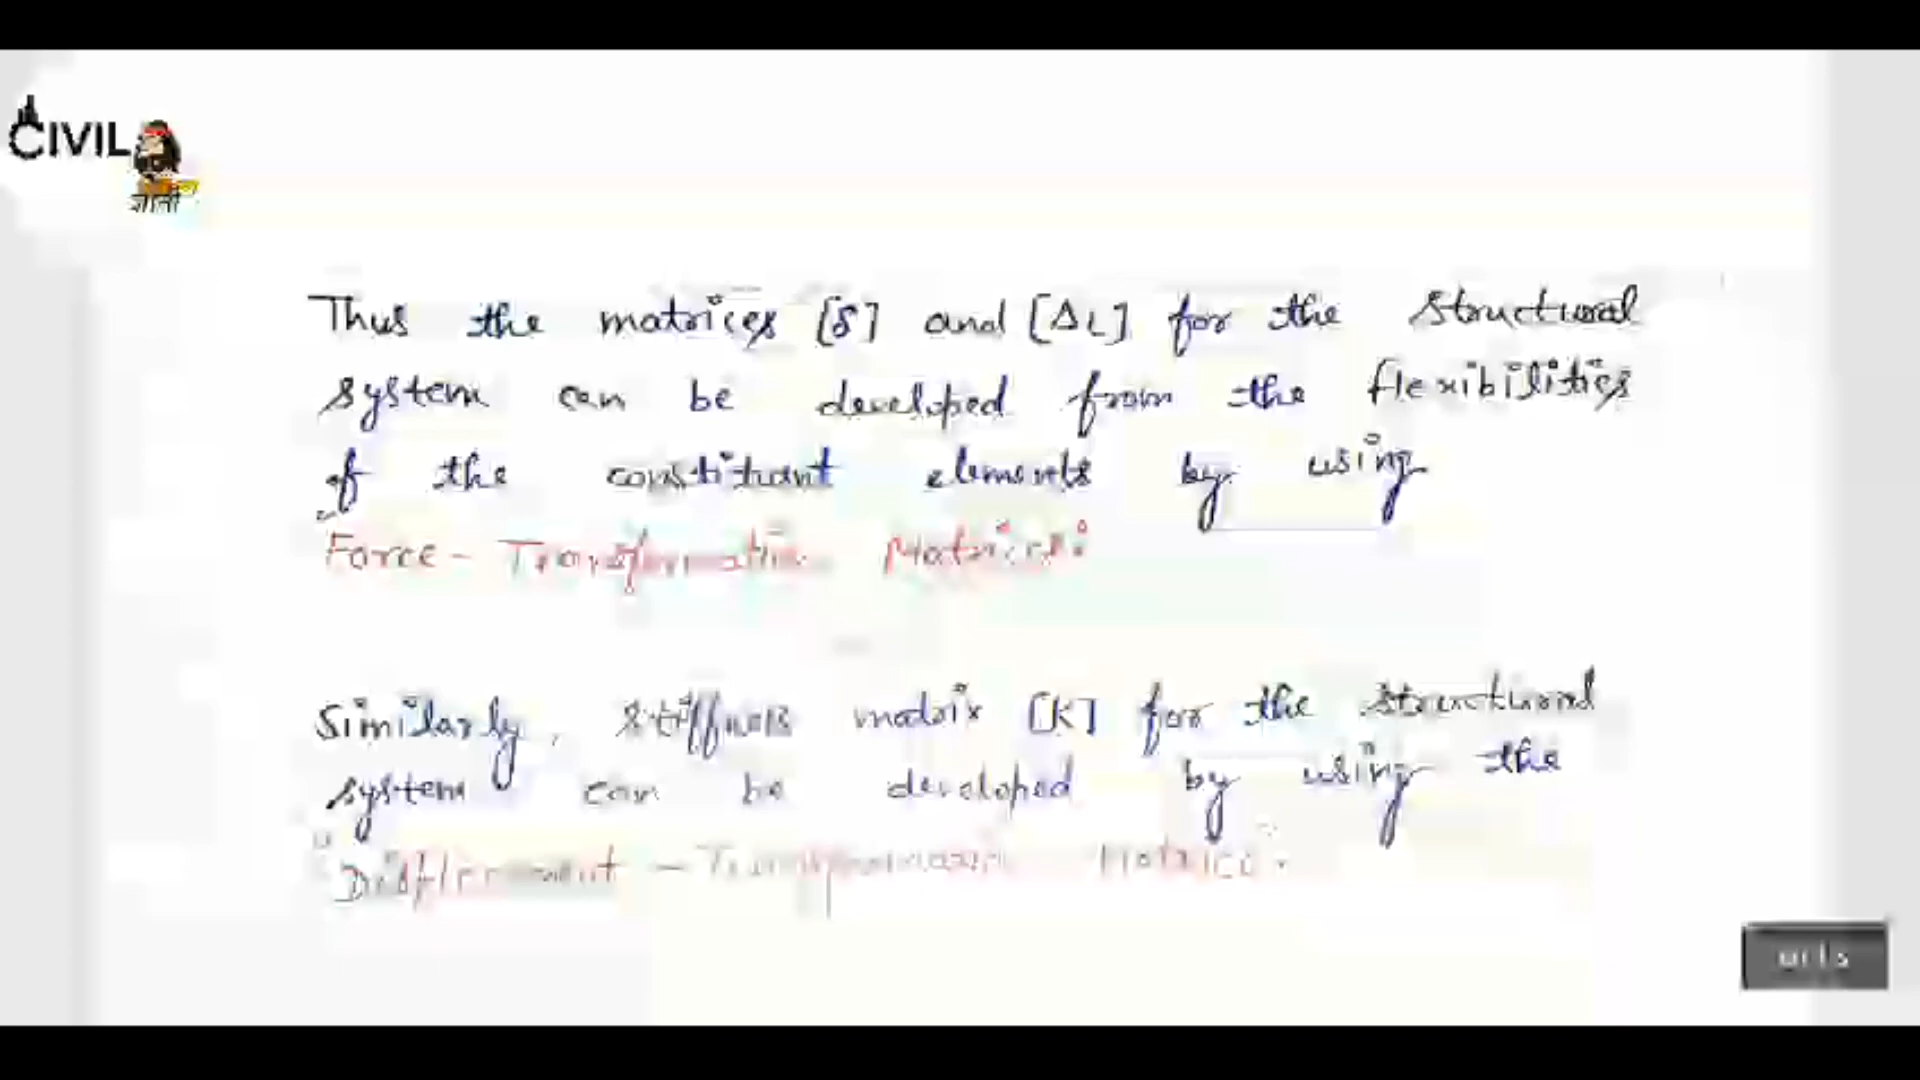 CIVIL
ज्ञानी
Thus the matrices [δ] and [ΔL] for the structural
system can be developed from the flexibilities
of the constituent elements by using
Force - Transformation Matrices:
Similarly, stiffness matrix [K] for the structural
system can be developed by using the
Displacement - Transformation Matrices.